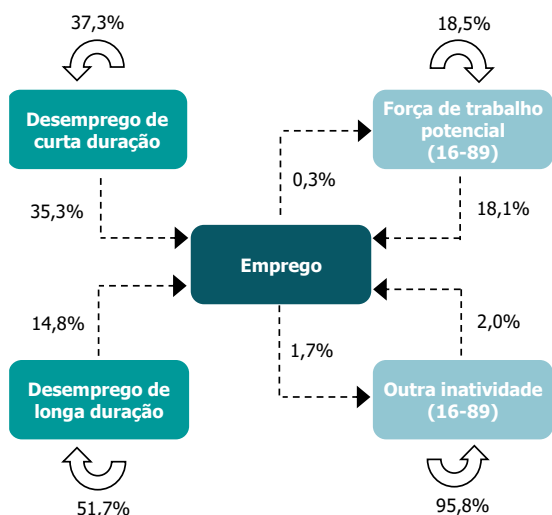 37,3%
18,5%
Desemprego de
curta duração
Força de trabalho
potencial
(16-89)
0,3%
35,3%
18,1%
Emprego
14,8%
1,7%
2,0%
Desemprego de
longa duração
Outra inatividade
(16-89)
51,7%
95,8%